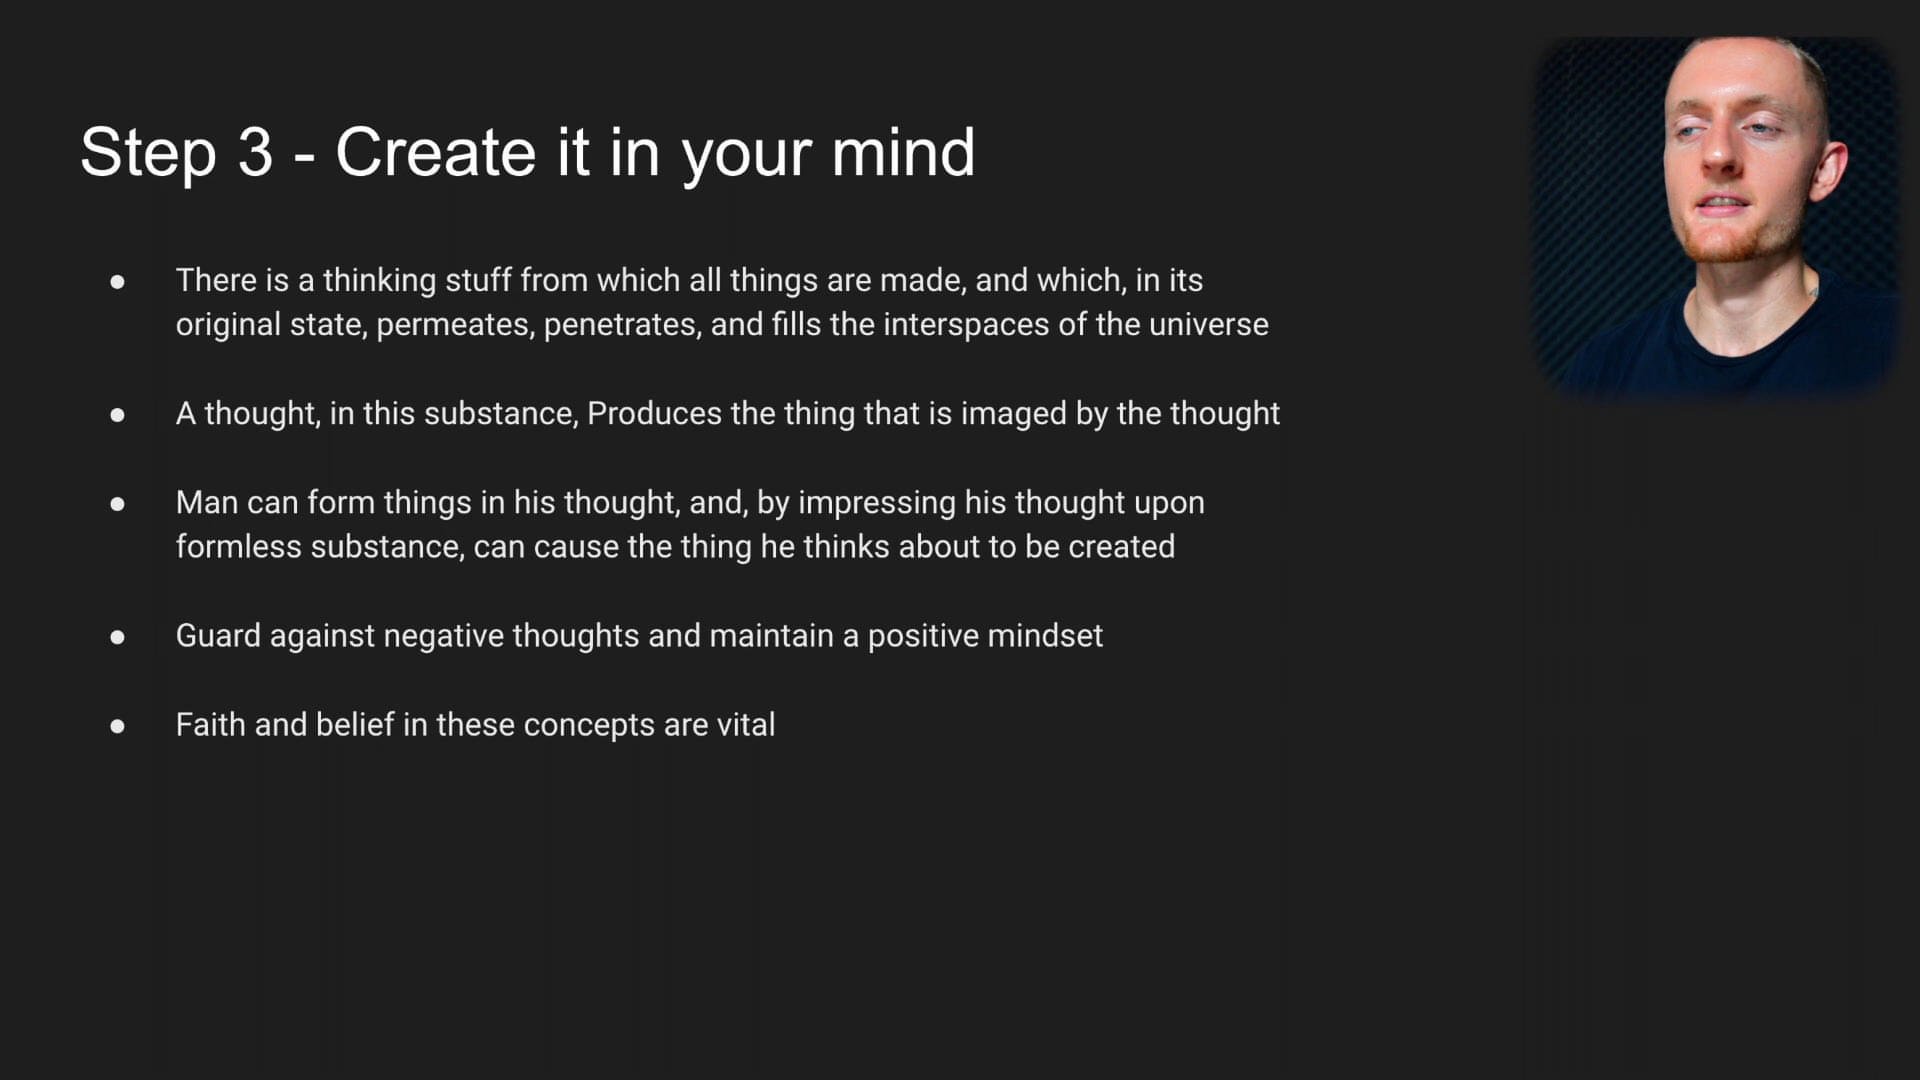 Step 3 - Create it in your mind
● There is a thinking stuff from which all things are made, and which, in its
original state, permeates, penetrates, and fills the interspaces of the universe
● A thought, in this substance, Produces the thing that is imaged by the thought
● Man can form things in his thought, and, by impressing his thought upon
formless substance, can cause the thing he thinks about to be created
● Guard against negative thoughts and maintain a positive mindset
● Faith and belief in these concepts are vital